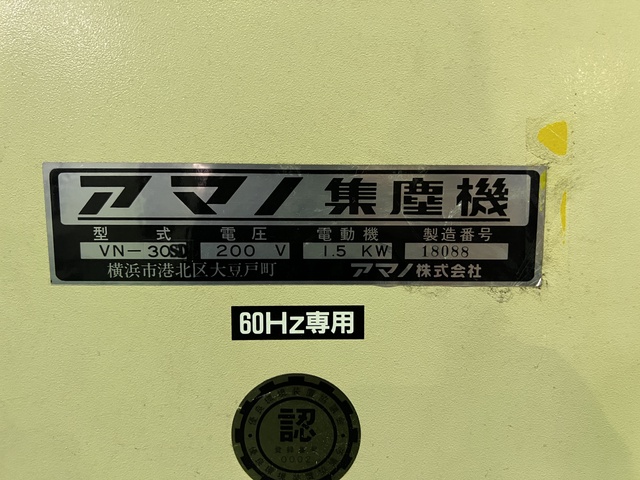 アマノ集塵機
型式 電圧 電動機 製造番号
VN-30SD 200 V 1.5 KW 18088
横浜市港北区大豆戸町 アマノ株式会社
60Hz専用
認